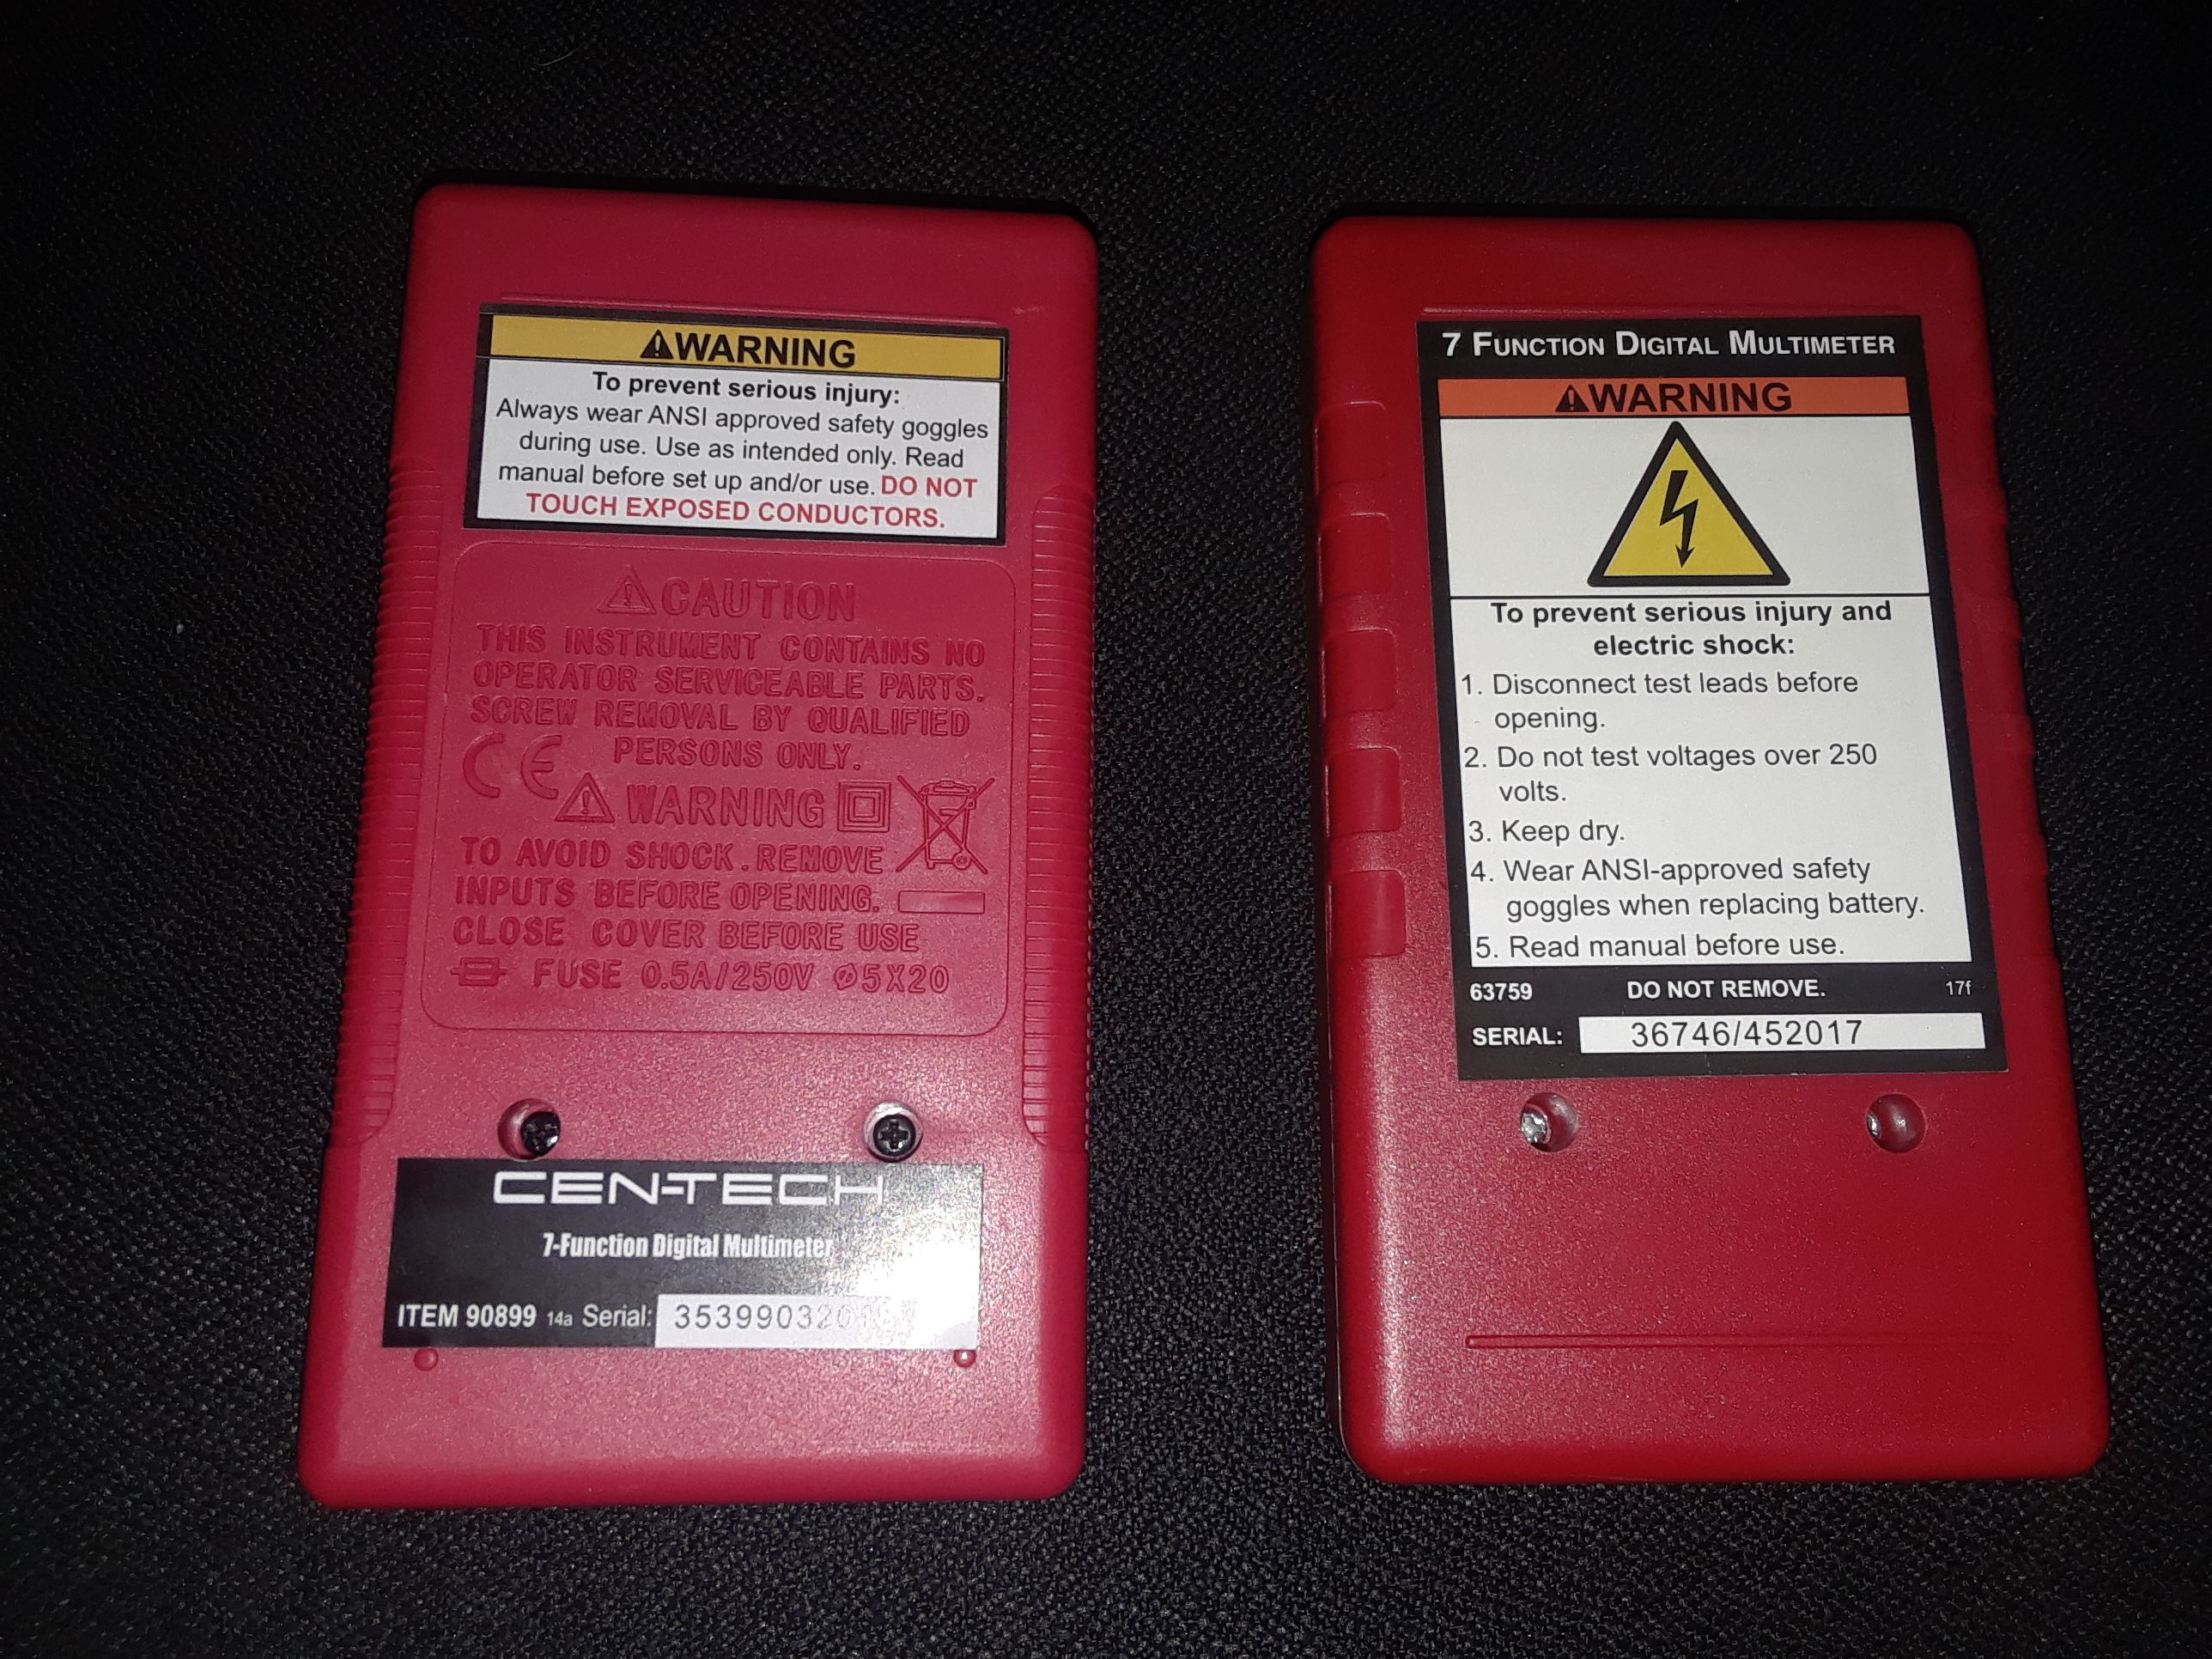 WARNING
To prevent serious injury:
Always wear ANSI approved safety goggles
during use. Use as intended only. Read
manual before set up and/or use. DO NOT
TOUCH EXPOSED CONDUCTORS.
CAUTION
THIS INSTRUMENT CONTAINS NO
OPERATOR SERVICEABLE PARTS.
SCREW REMOVAL BY QUALIFIED
PERSONS ONLY.
CE
WARNING
TO AVOID SHOCK. REMOVE
INPUTS BEFORE OPENING.
CLOSE COVER BEFORE USE
FUSE 0.5A/250V Ø5X20
CEN-TECH
7-Function Digital Multimeter
ITEM 90899 14a Serial:
7 FUNCTION DIGITAL MULTIMETER
WARNING
To prevent serious injury and
electric shock:
1. Disconnect test leads before
opening.
2. Do not test voltages over 250
volts.
3. Keep dry.
4. Wear ANSI-approved safety
goggles when replacing battery.
5. Read manual before use.
63759 DO NOT REMOVE. 17f
SERIAL: 36746/452017